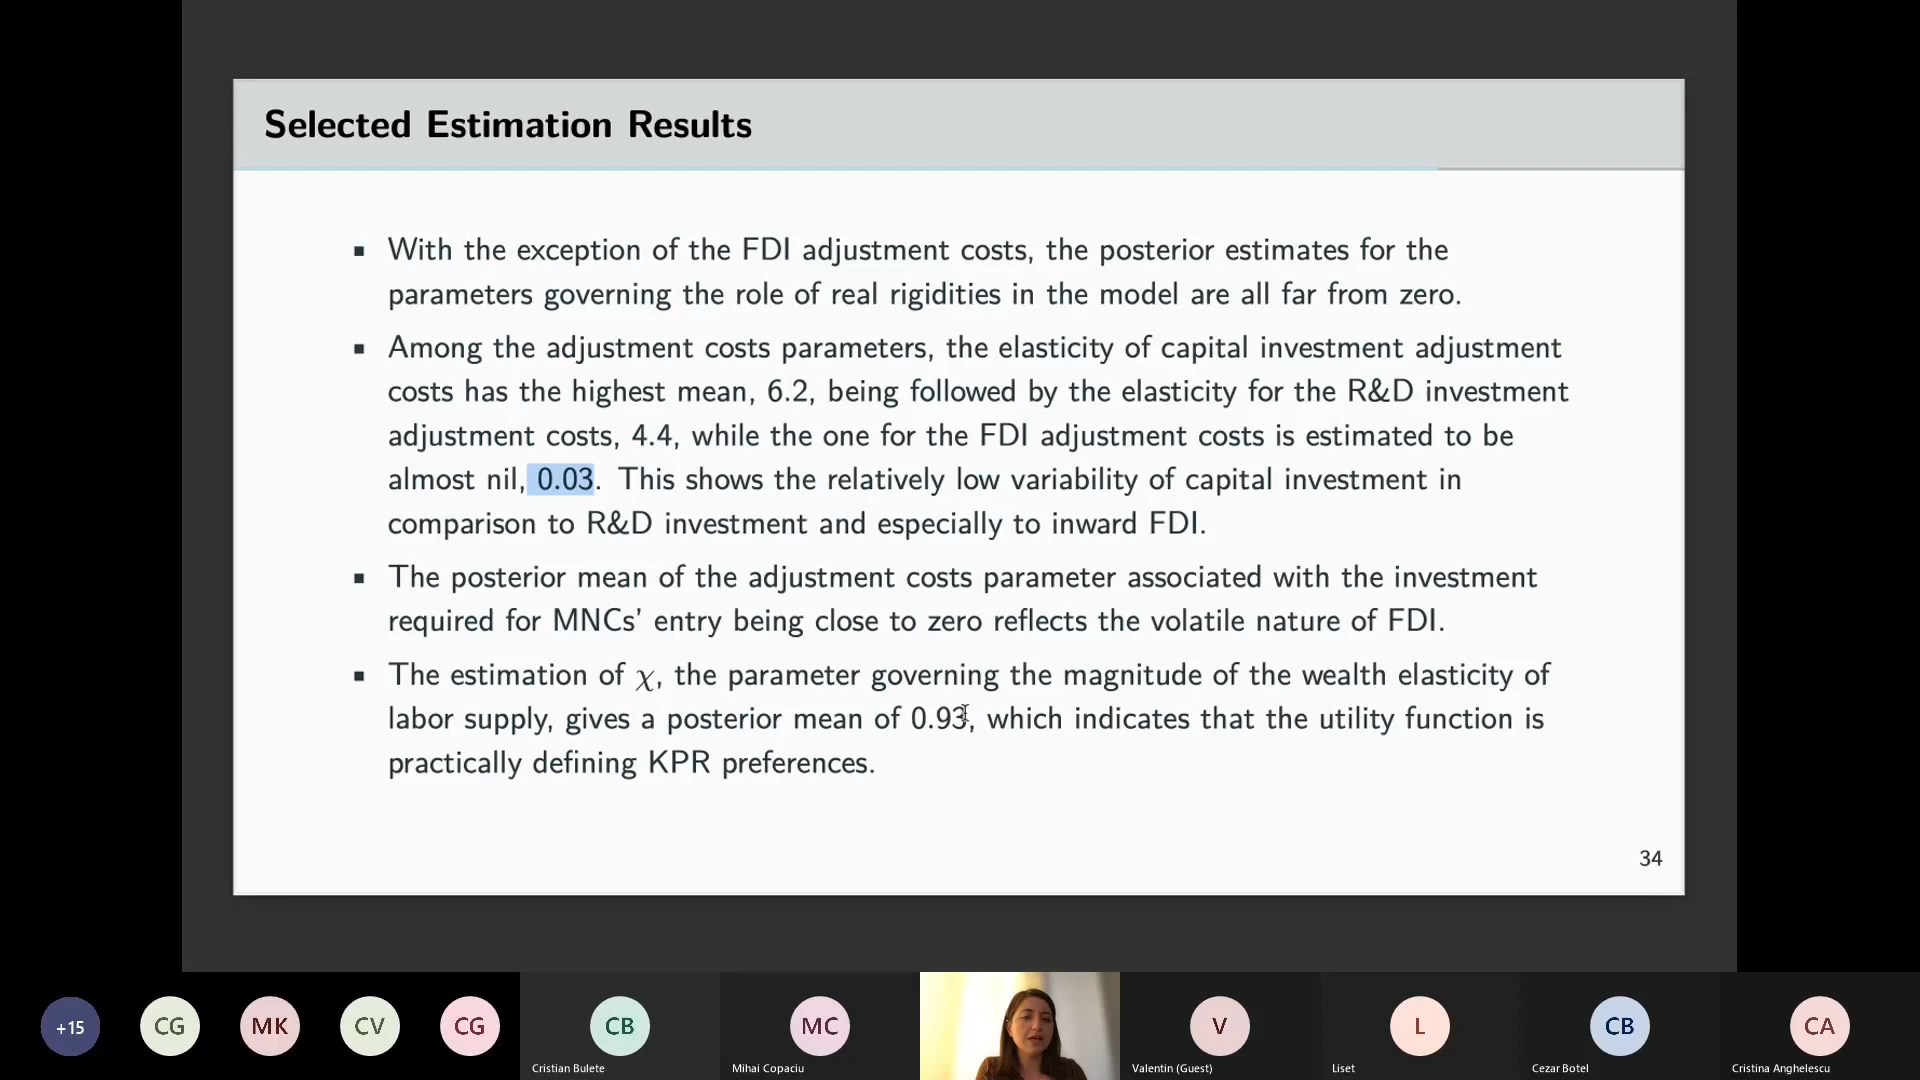 Selected Estimation Results
▪ With the exception of the FDI adjustment costs, the posterior estimates for the
parameters governing the role of real rigidities in the model are all far from zero.
▪ Among the adjustment costs parameters, the elasticity of capital investment adjustment
costs has the highest mean, 6.2, being followed by the elasticity for the R&D investment
adjustment costs, 4.4, while the one for the FDI adjustment costs is estimated to be
almost nil, 0.03. This shows the relatively low variability of capital investment in
comparison to R&D investment and especially to inward FDI.
▪ The posterior mean of the adjustment costs parameter associated with the investment
required for MNCs' entry being close to zero reflects the volatile nature of FDI.
▪ The estimation of χ, the parameter governing the magnitude of the wealth elasticity of
labor supply, gives a posterior mean of 0.93, which indicates that the utility function is
practically defining KPR preferences.
34
+15 CG MK CV CG CB MC V L CB CA
Cristian Bulete Mihai Copaciu Valentin (Guest) Liset Cezar Botel Cristina Anghelescu